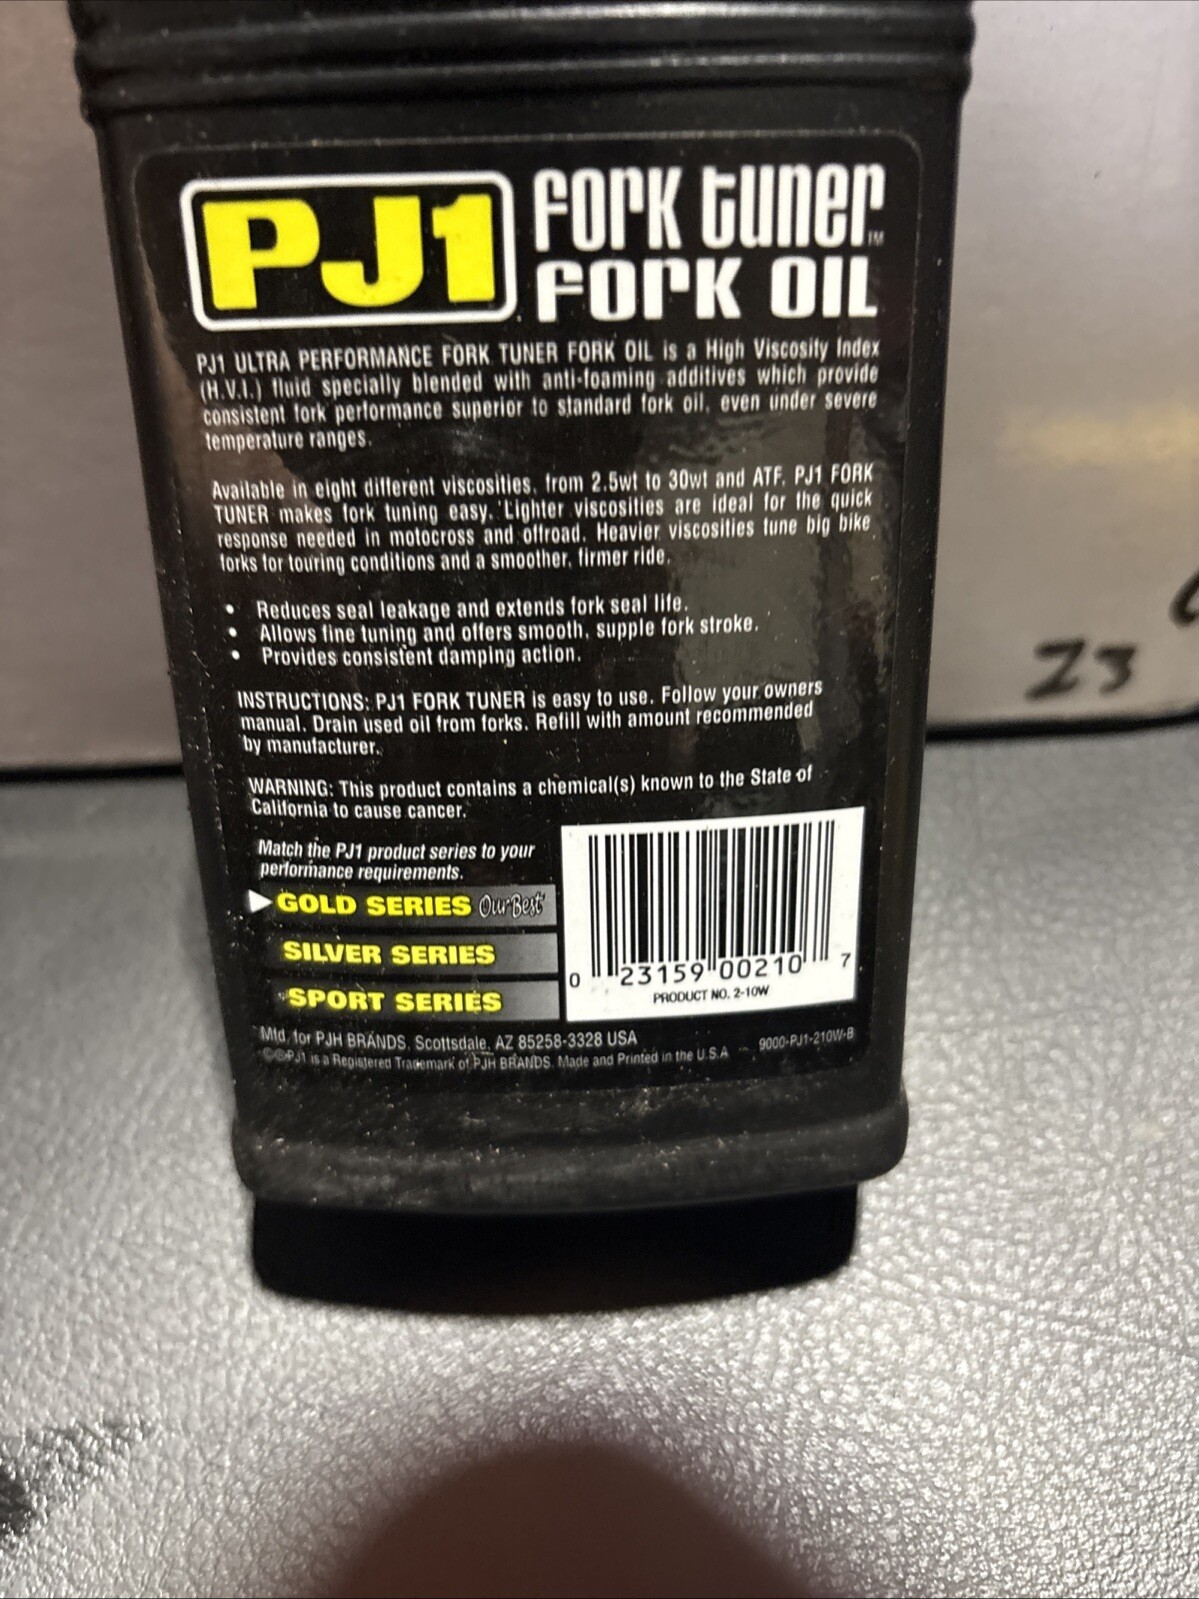 PJ1 fork tuner™
fork oil
PJ1 ULTRA PERFORMANCE FORK TUNER FORK OIL is a High Viscosity Index
(H.V.I.) fluid specially blended with anti-foaming additives which provide
consistent fork performance superior to standard fork oil, even under severe
temperature ranges.
Available in eight different viscosities, from 2.5wt to 30wt and ATF, PJ1 FORK
TUNER makes fork tuning easy. Lighter viscosities are ideal for the quick
response needed in motocross and offroad. Heavier viscosities tune big bike
forks for touring conditions and a smoother, firmer ride.
• Reduces seal leakage and extends fork seal life.
• Allows fine tuning and offers smooth, supple fork stroke.
• Provides consistent damping action.
INSTRUCTIONS: PJ1 FORK TUNER is easy to use. Follow your owners
manual. Drain used oil from forks. Refill with amount recommended
by manufacturer.
WARNING: This product contains a chemical(s) known to the State of
California to cause cancer.
Match the PJ1 product series to your
performance requirements.
GOLD SERIES Our Best
SILVER SERIES
SPORT SERIES
0 23159 00210 7
PRODUCT NO. 2-10W
Mfd. for PJH BRANDS, Scottsdale, AZ 85258-3328 USA
9000-PJ1-210W-B
PJ1 is a Registered Trademark of PJH BRANDS. Made and Printed in the U.S.A
23